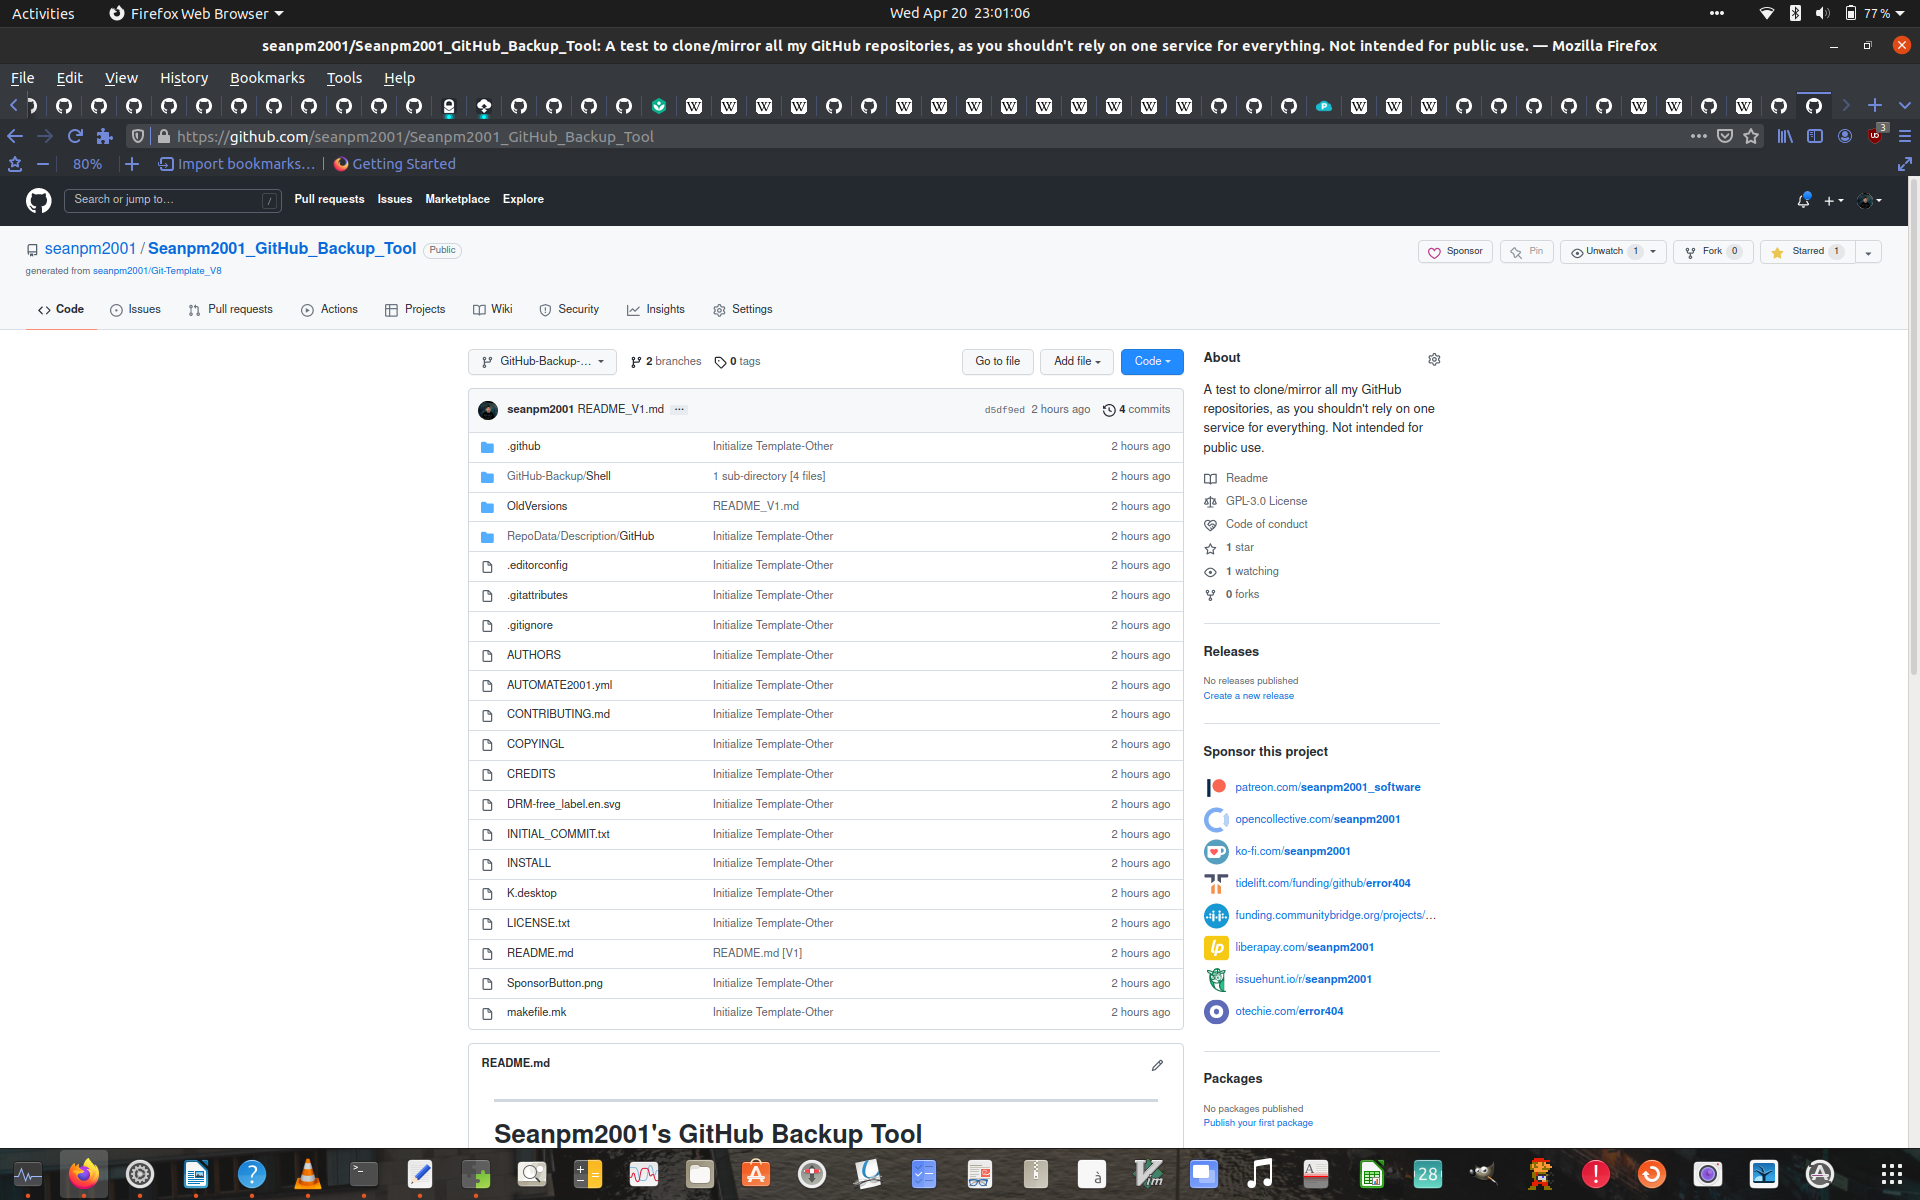 Activities
Firefox Web Browser
Wed Apr 20 23:01:06
77 %
seanpm2001/Seanpm2001_GitHub_Backup_Tool: A test to clone/mirror all my GitHub repositories, as you shouldn't rely on one service for everything. Not intended for public use. — Mozilla Firefox
File Edit View History Bookmarks Tools Help
https://github.com/seanpm2001/Seanpm2001_GitHub_Backup_Tool
3
80% Import bookmarks... Getting Started
Search or jump to... /
Pull requests Issues Marketplace Explore
seanpm2001 / Seanpm2001_GitHub_Backup_Tool Public
generated from seanpm2001/Git-Template_V8
Sponsor Pin Unwatch 1 Fork 0 Starred 1
Code Issues Pull requests Actions Projects Wiki Security Insights Settings
GitHub-Backup-... 2 branches 0 tags Go to file Add file Code
seanpm2001 README_V1.md ... d5df9ed 2 hours ago 4 commits
.github Initialize Template-Other 2 hours ago
GitHub-Backup/Shell 1 sub-directory [4 files] 2 hours ago
OldVersions README_V1.md 2 hours ago
RepoData/Description/GitHub Initialize Template-Other 2 hours ago
.editorconfig Initialize Template-Other 2 hours ago
.gitattributes Initialize Template-Other 2 hours ago
.gitignore Initialize Template-Other 2 hours ago
AUTHORS Initialize Template-Other 2 hours ago
AUTOMATE2001.yml Initialize Template-Other 2 hours ago
CONTRIBUTING.md Initialize Template-Other 2 hours ago
COPYINGL Initialize Template-Other 2 hours ago
CREDITS Initialize Template-Other 2 hours ago
DRM-free_label.en.svg Initialize Template-Other 2 hours ago
INITIAL_COMMIT.txt Initialize Template-Other 2 hours ago
INSTALL Initialize Template-Other 2 hours ago
K.desktop Initialize Template-Other 2 hours ago
LICENSE.txt Initialize Template-Other 2 hours ago
README.md README.md [V1] 2 hours ago
SponsorButton.png Initialize Template-Other 2 hours ago
makefile.mk Initialize Template-Other 2 hours ago
README.md
Seanpm2001's GitHub Backup Tool
About
A test to clone/mirror all my GitHub
repositories, as you shouldn't rely on one
service for everything. Not intended for
public use.
Readme
GPL-3.0 License
Code of conduct
1 star
1 watching
0 forks
Releases
No releases published
Create a new release
Sponsor this project
patreon.com/seanpm2001_software
opencollective.com/seanpm2001
ko-fi.com/seanpm2001
tidelift.com/funding/github/error404
funding.communitybridge.org/projects/...
lp liberapay.com/seanpm2001
issuehunt.io/r/seanpm2001
otechie.com/error404
Packages
No packages published
Publish your first package
28